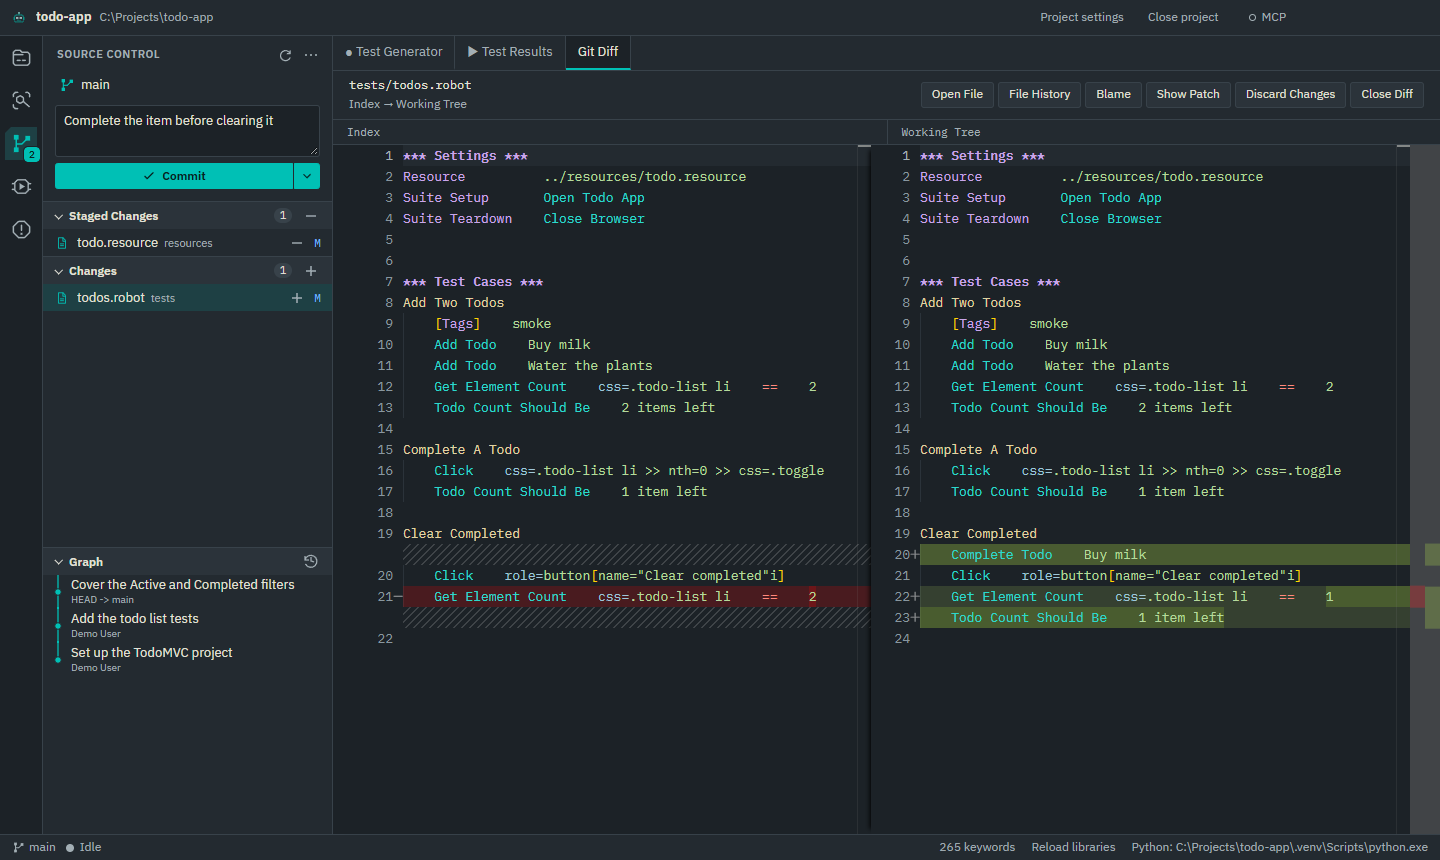 todo-app C:\Projects\todo-app
Project settings Close project MCP
SOURCE CONTROL
main
Complete the item before clearing it
Commit
Staged Changes 1
todo.resource resources M
Changes 1
todos.robot tests M
2
Graph
Cover the Active and Completed filters
HEAD -> main
Add the todo list tests
Demo User
Set up the TodoMVC project
Demo User
Test Generator Test Results Git Diff
tests/todos.robot
Index → Working Tree
Open File File History Blame Show Patch Discard Changes Close Diff
Index
1 *** Settings ***
2 Resource ../resources/todo.resource
3 Suite Setup Open Todo App
4 Suite Teardown Close Browser
5
6
7 *** Test Cases ***
8 Add Two Todos
9 [Tags] smoke
10 Add Todo Buy milk
11 Add Todo Water the plants
12 Get Element Count css=.todo-list li == 2
13 Todo Count Should Be 2 items left
14
15 Complete A Todo
16 Click css=.todo-list li >> nth=0 >> css=.toggle
17 Todo Count Should Be 1 item left
18
19 Clear Completed
20 Click role=button[name="Clear completed"i]
21− Get Element Count css=.todo-list li == 2
22
Working Tree
1 *** Settings ***
2 Resource ../resources/todo.resource
3 Suite Setup Open Todo App
4 Suite Teardown Close Browser
5
6
7 *** Test Cases ***
8 Add Two Todos
9 [Tags] smoke
10 Add Todo Buy milk
11 Add Todo Water the plants
12 Get Element Count css=.todo-list li == 2
13 Todo Count Should Be 2 items left
14
15 Complete A Todo
16 Click css=.todo-list li >> nth=0 >> css=.toggle
17 Todo Count Should Be 1 item left
18
19 Clear Completed
20+ Complete Todo Buy milk
21 Click role=button[name="Clear completed"i]
22+ Get Element Count css=.todo-list li == 1
23+ Todo Count Should Be 1 item left
24
main Idle
265 keywords Reload libraries Python: C:\Projects\todo-app\.venv\Scripts\python.exe